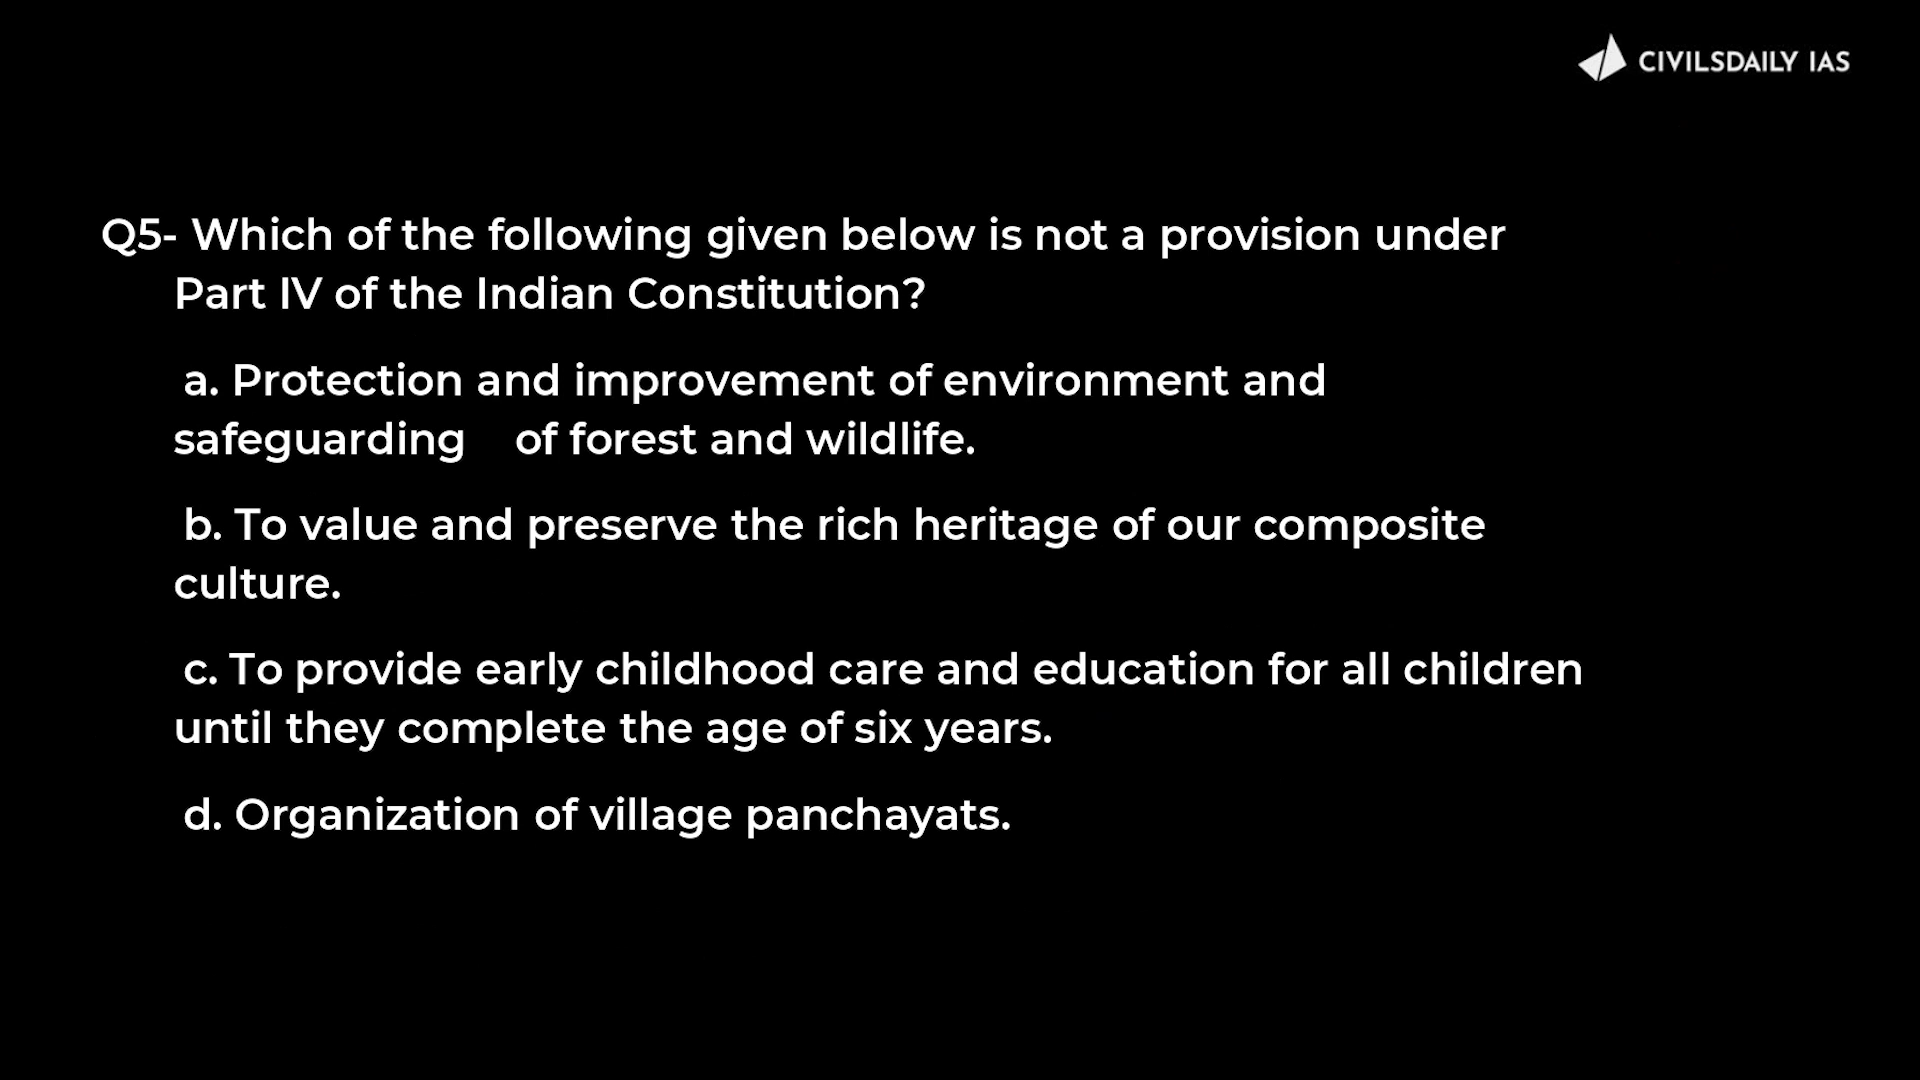 CIVILSDAILY IAS
Q5- Which of the following given below is not a provision under
Part IV of the Indian Constitution?
a. Protection and improvement of environment and
safeguarding of forest and wildlife.
b. To value and preserve the rich heritage of our composite
culture.
c. To provide early childhood care and education for all children
until they complete the age of six years.
d. Organization of village panchayats.